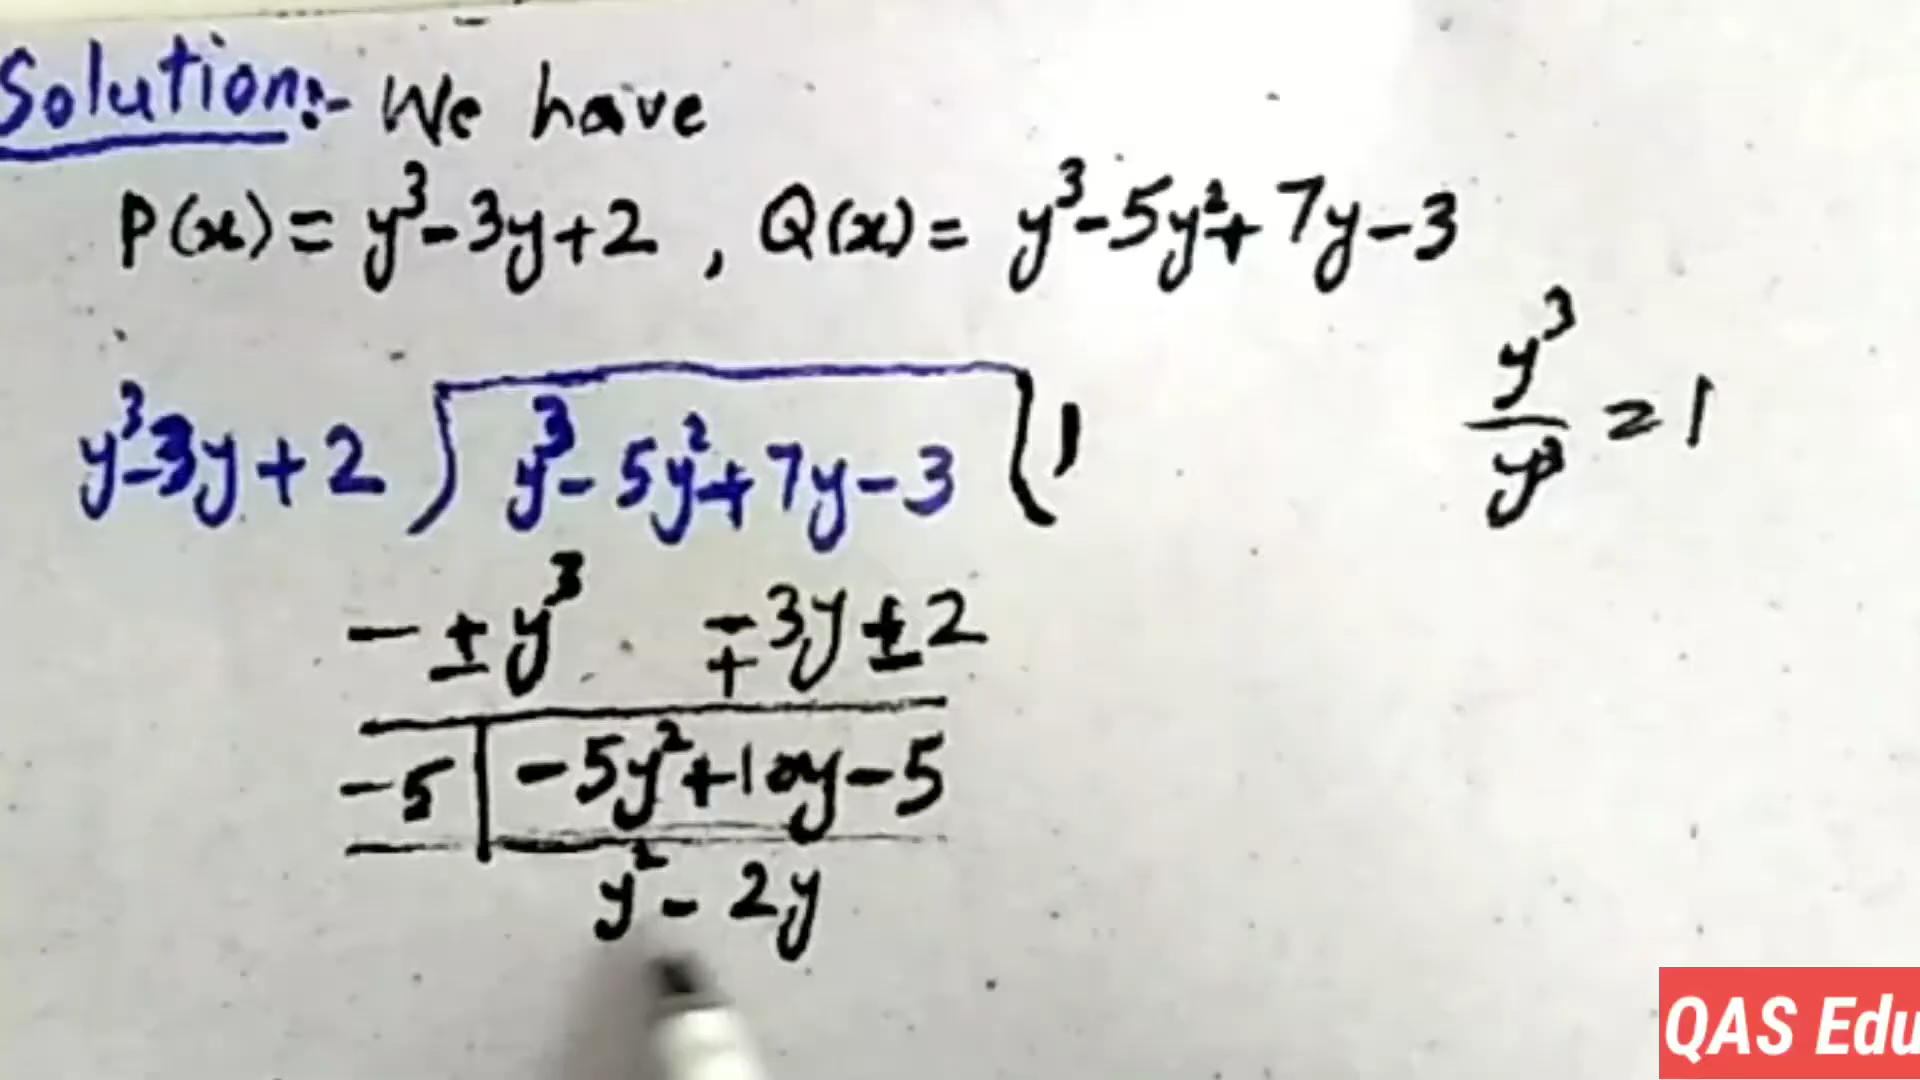 Solution:- We have
P(x) = y³-3y+2 , Q(x) = y³-5y²+7y-3
y³-3y+2 ) y³-5y²+7y-3 ( 1
y³/y³ = 1
- ± y³ ∓ 3y ± 2
-5 | -5y²+10y-5
y² - 2y
QAS Edu